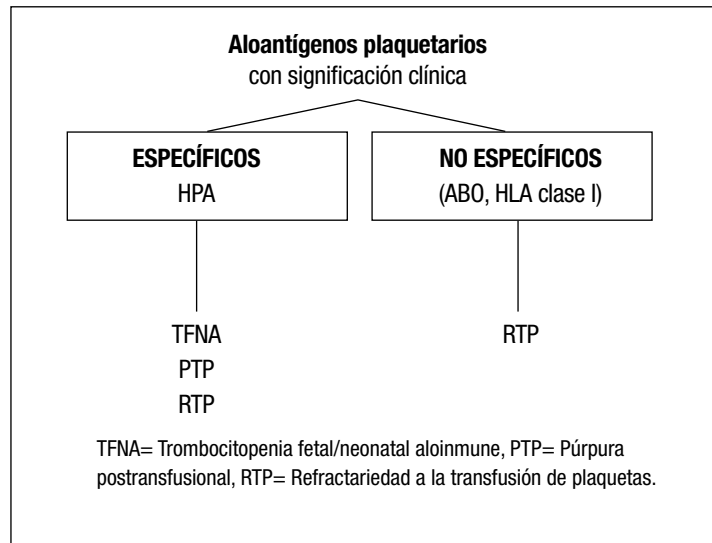 Aloantígenos plaquetarios
con significación clínica
ESPECÍFICOS
HPA
NO ESPECÍFICOS
(ABO, HLA clase I)
TFNA
PTP
RTP
RTP
TFNA= Trombocitopenia fetal/neonatal aloinmune, PTP= Púrpura
postransfusional, RTP= Refractariedad a la transfusión de plaquetas.